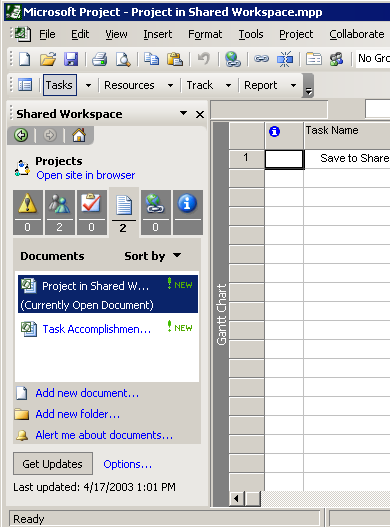 Microsoft Project - Project in Shared Workspace.mpp
File Edit View Insert Format Tools Project Collaborate
No Gro
Tasks Resources Track Report
Shared Workspace
Projects
Open site in browser
0 2 0 2 0
Documents Sort by
Project in Shared W... NEW
(Currently Open Document)
Task Accomplishmen... NEW
Add new document...
Add new folder...
Alert me about documents...
Get Updates Options...
Last updated: 4/17/2003 1:01 PM
Task Name
1 Save to Share
Gantt Chart
Ready